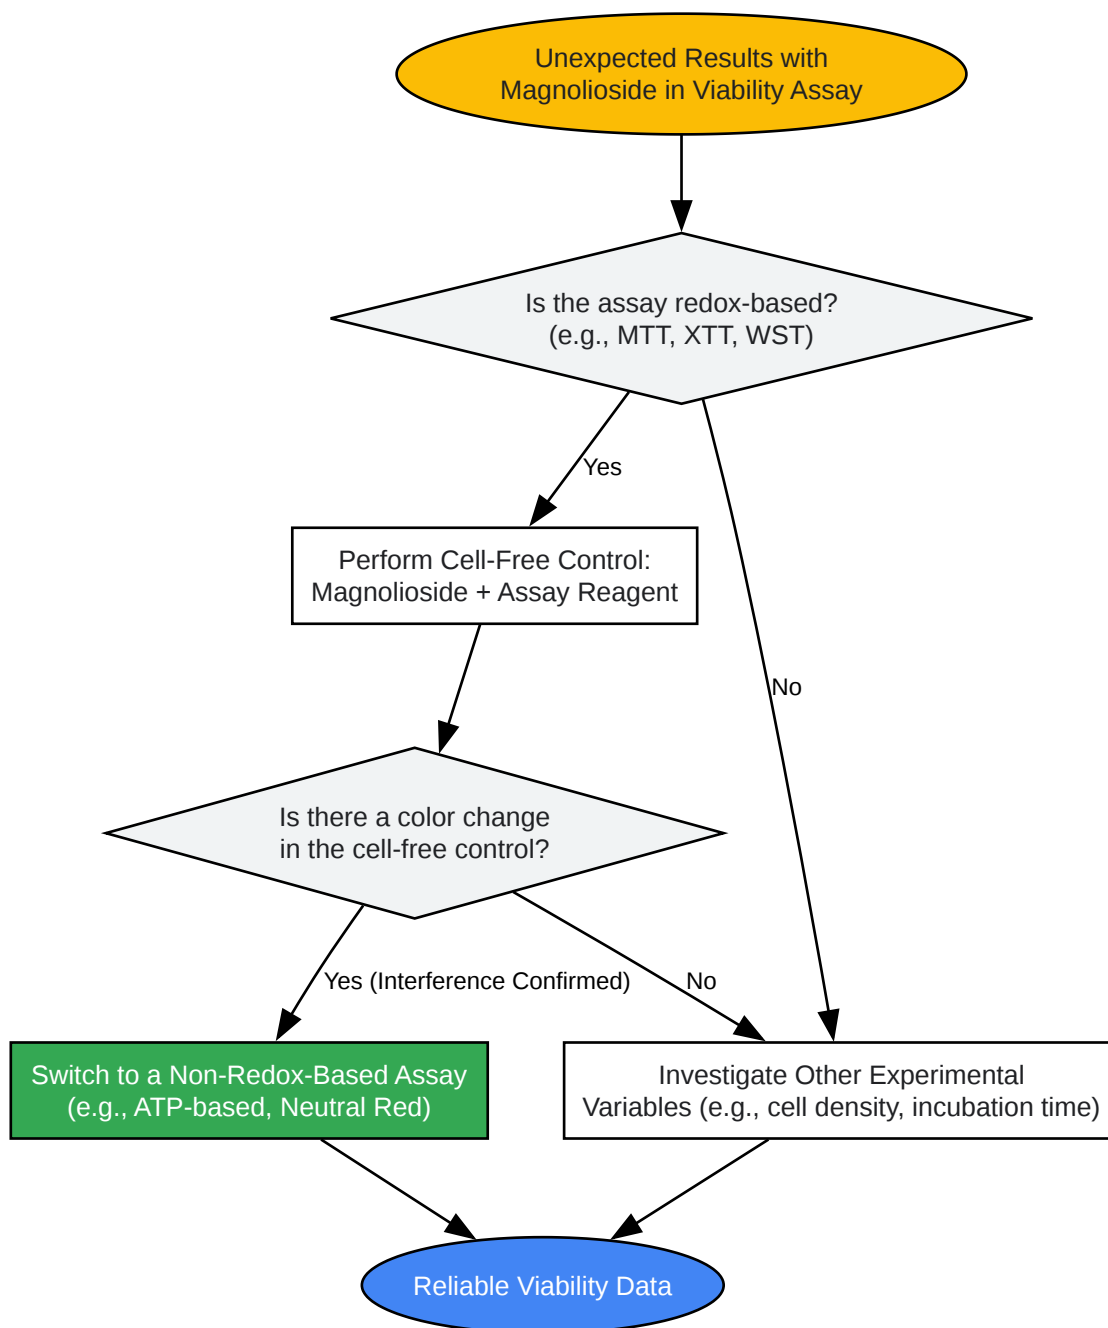 Unexpected Results with
Magnolioside in Viability Assay
Is the assay redox-based?
(e.g., MTT, XTT, WST)
Yes
Perform Cell-Free Control:
Magnolioside + Assay Reagent
No
Is there a color change
in the cell-free control?
Yes (Interference Confirmed)
No
Switch to a Non-Redox-Based Assay
(e.g., ATP-based, Neutral Red)
Investigate Other Experimental
Variables (e.g., cell density, incubation time)
Reliable Viability Data